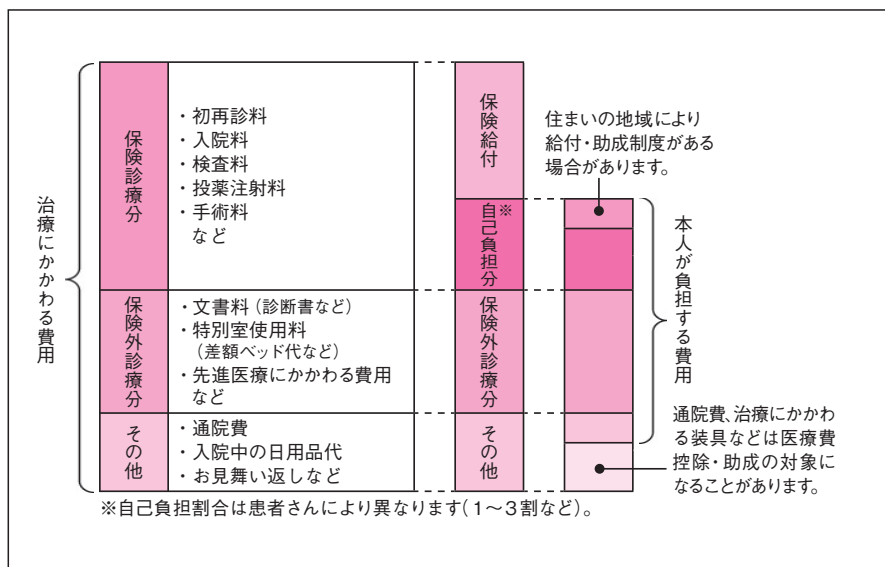 治療にかかわる費用
保険診療分
・初再診料
・入院料
・検査料
・投薬注射料
・手術料
など
保険外診療分
・文書料（診断書など）
・特別室使用料
（差額ベッド代など）
・先進医療にかかわる費用
など
その他
・通院費
・入院中の日用品代
・お見舞い返しなど
保険給付
自己負担分※
保険外診療分
その他
住まいの地域により
給付・助成制度がある
場合があります。
本人が負担する費用
通院費、治療にかかわ
る装具などは医療費
控除・助成の対象に
なることがあります。
※自己負担割合は患者さんにより異なります（1～3割など）。